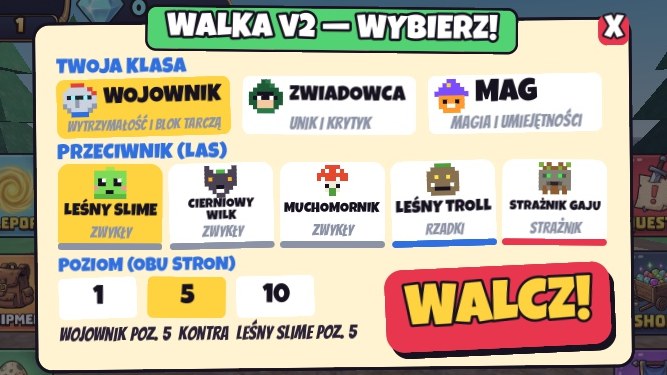 1
0
WALKA V2 — WYBIERZ!
X
TWOJA KLASA
WOJOWNIK
WYTRZYMAŁOŚĆ I BLOK TARCZĄ
ZWIADOWCA
UNIK I KRYTYK
MAG
MAGIA I UMIEJĘTNOŚCI
PRZECIWNIK (LAS)
LEŚNY SLIME
ZWYKŁY
CIERNIOWY
WILK
ZWYKŁY
MUCHOMORNIK
ZWYKŁY
LEŚNY TROLL
RZADKI
STRAŻNIK GAJU
STRAŻNIK
POZIOM (OBU STRON)
1
5
10
WALCZ!
WOJOWNIK POZ. 5 KONTRA LEŚNY SLIME POZ. 5